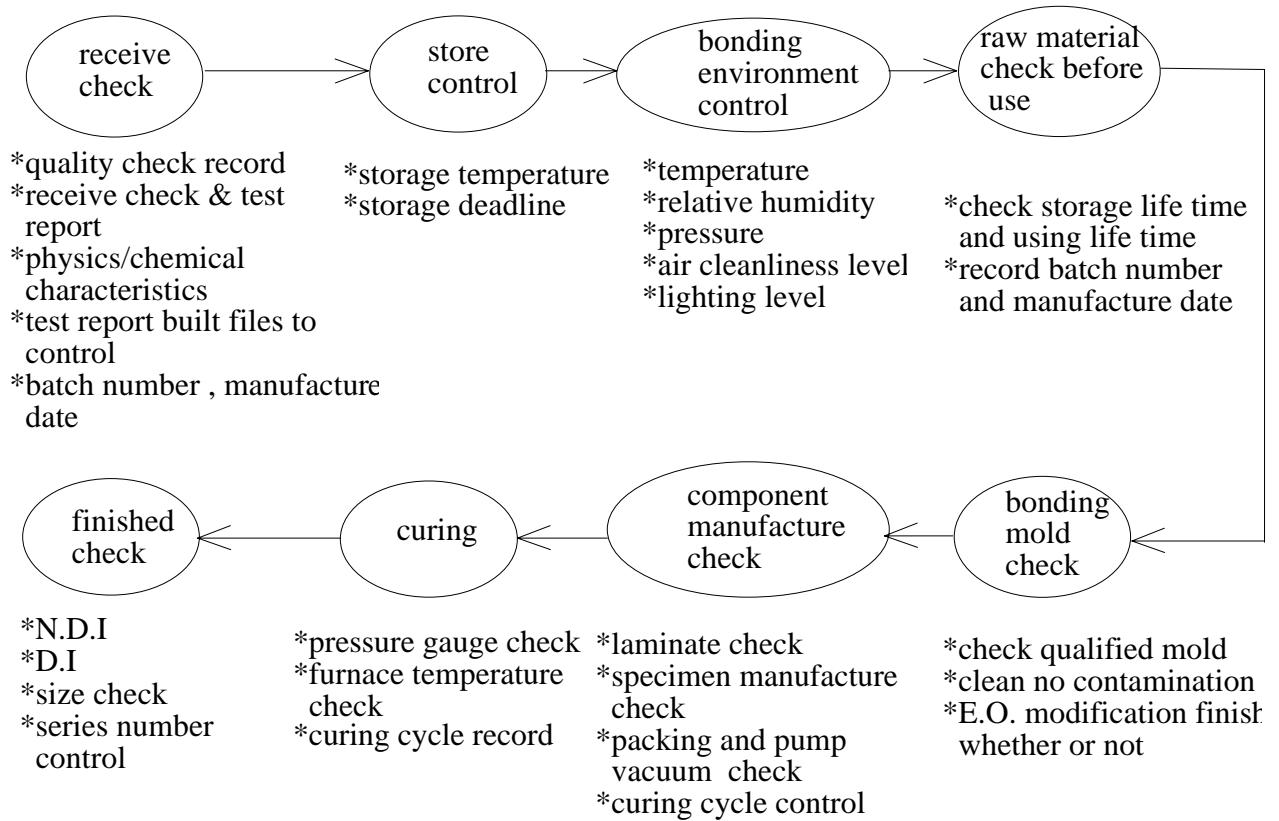 receive
check
store
control
bonding
environment
control
raw material
check before
use
*quality check record
*receive check & test
report
*physics/chemical
characteristics
*test report built files to
control
*batch number , manufacture
date
*storage temperature
*storage deadline
*temperature
*relative humidity
*pressure
*air cleanliness level
*lighting level
*check storage life time
and using life time
*record batch number
and manufacture date
bonding
mold
check
component
manufacture
check
curing
finished
check
*check qualified mold
*clean no contamination
*E.O. modification finish
whether or not
*laminate check
*specimen manufacture
check
*packing and pump
vacuum check
*curing cycle control
*pressure gauge check
*furnace temperature
check
*curing cycle record
*N.D.I
*D.I
*size check
*series number
control